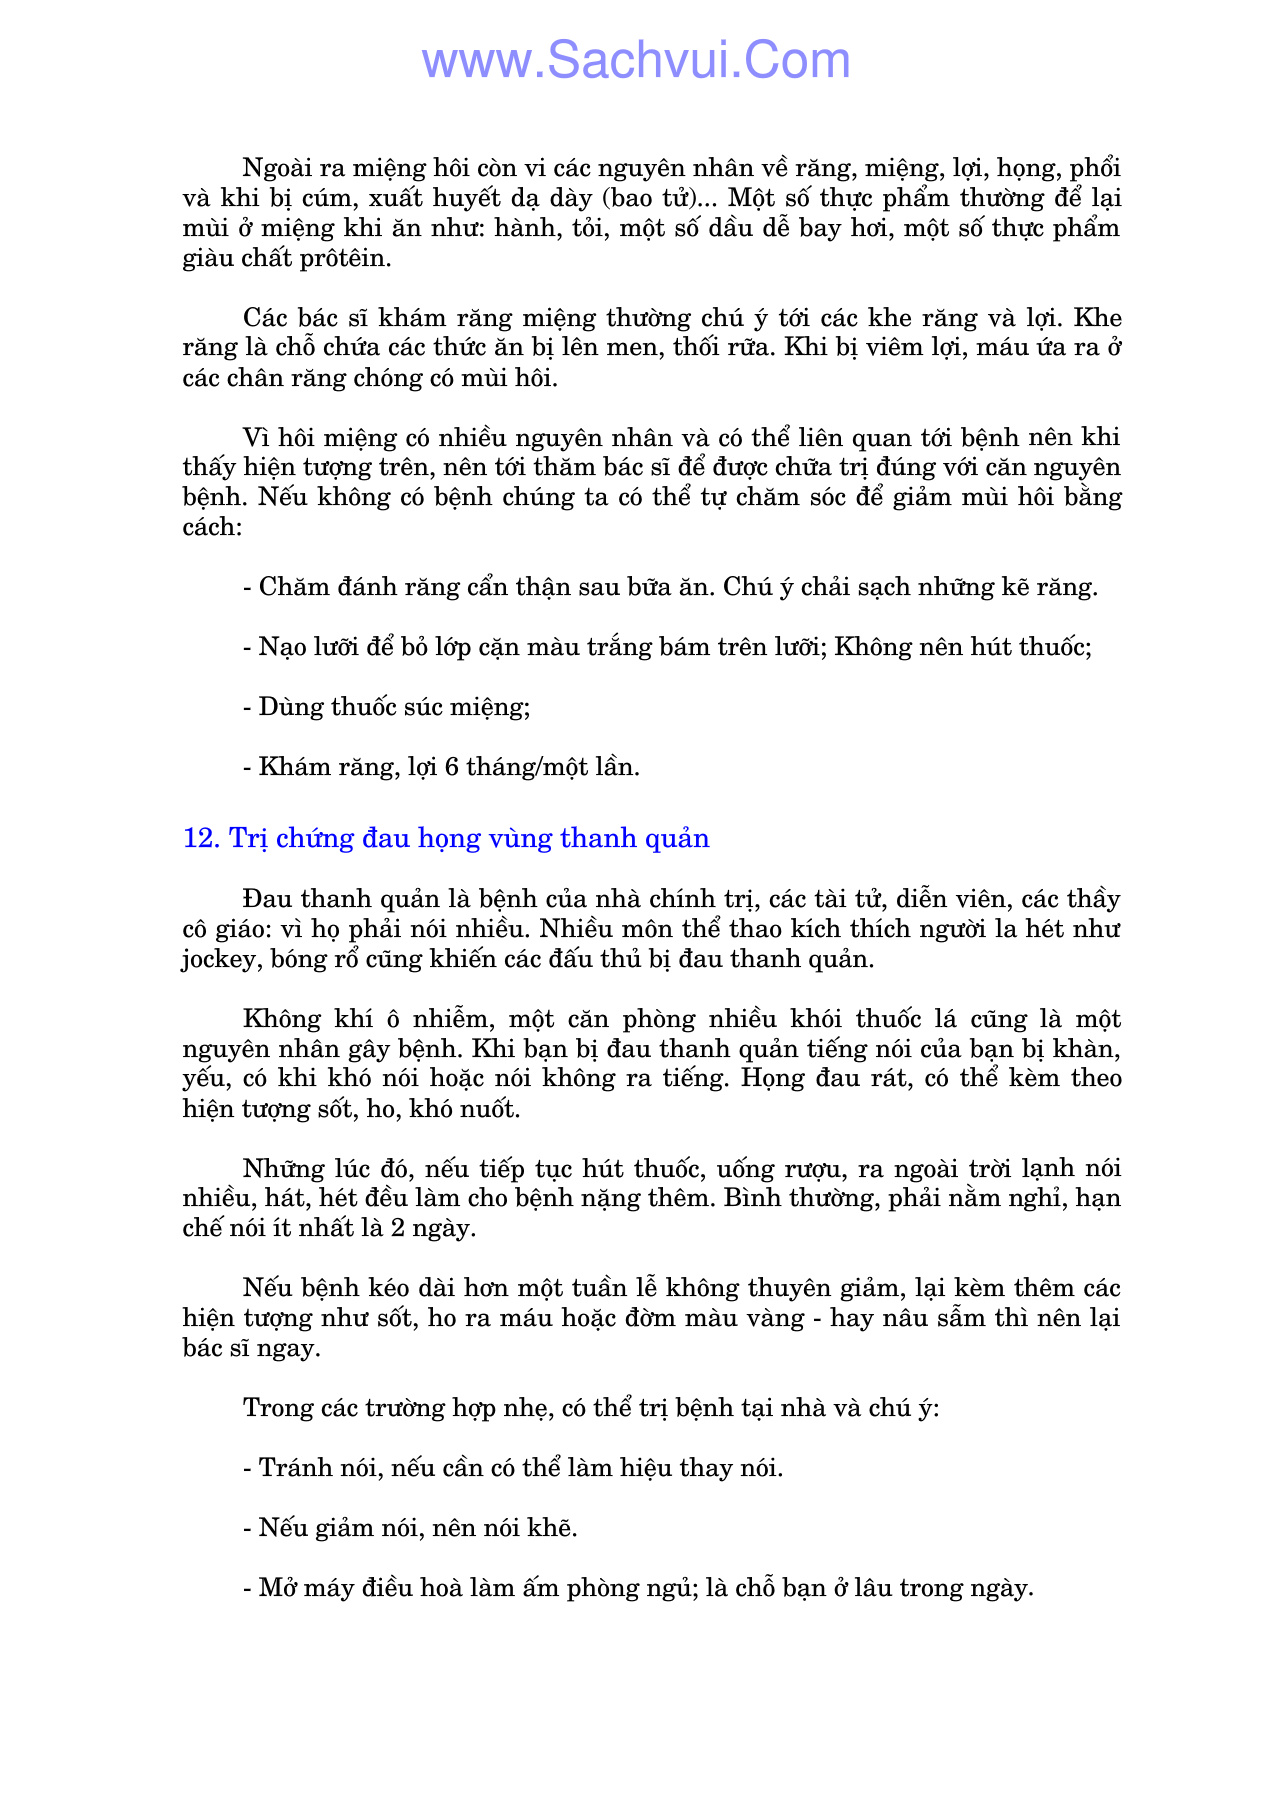 www.Sachvui.Com
Ngoài ra miệng hôi còn vi các nguyên nhân về răng, miệng, lợi, họng, phổi
và khi bị cúm, xuất huyết dạ dày (bao tử)... Một số thực phẩm thường để lại
mùi ở miệng khi ăn như: hành, tỏi, một số dầu dễ bay hơi, một số thực phẩm
giàu chất prôtêin.
Các bác sĩ khám răng miệng thường chú ý tới các khe răng và lợi. Khe
răng là chỗ chứa các thức ăn bị lên men, thối rữa. Khi bị viêm lợi, máu ứa ra ở
các chân răng chóng có mùi hôi.
Vì hôi miệng có nhiều nguyên nhân và có thể liên quan tới bệnh nên khi
thấy hiện tượng trên, nên tới thăm bác sĩ để được chữa trị đúng với căn nguyên
bệnh. Nếu không có bệnh chúng ta có thể tự chăm sóc để giảm mùi hôi bằng
cách:
- Chăm đánh răng cẩn thận sau bữa ăn. Chú ý chải sạch những kẽ răng.
- Nạo lưỡi để bỏ lớp cặn màu trắng bám trên lưỡi; Không nên hút thuốc;
- Dùng thuốc súc miệng;
- Khám răng, lợi 6 tháng/một lần.
12. Trị chứng đau họng vùng thanh quản
Đau thanh quản là bệnh của nhà chính trị, các tài tử, diễn viên, các thầy
cô giáo: vì họ phải nói nhiều. Nhiều môn thể thao kích thích người la hét như
jockey, bóng rổ cũng khiến các đấu thủ bị đau thanh quản.
Không khí ô nhiễm, một căn phòng nhiều khói thuốc lá cũng là một
nguyên nhân gây bệnh. Khi bạn bị đau thanh quản tiếng nói của bạn bị khàn,
yếu, có khi khó nói hoặc nói không ra tiếng. Họng đau rát, có thể kèm theo
hiện tượng sốt, ho, khó nuốt.
Những lúc đó, nếu tiếp tục hút thuốc, uống rượu, ra ngoài trời lạnh nói
nhiều, hát, hét đều làm cho bệnh nặng thêm. Bình thường, phải nằm nghỉ, hạn
chế nói ít nhất là 2 ngày.
Nếu bệnh kéo dài hơn một tuần lễ không thuyên giảm, lại kèm thêm các
hiện tượng như sốt, ho ra máu hoặc đờm màu vàng - hay nâu sẫm thì nên lại
bác sĩ ngay.
Trong các trường hợp nhẹ, có thể trị bệnh tại nhà và chú ý:
- Tránh nói, nếu cần có thể làm hiệu thay nói.
- Nếu giảm nói, nên nói khẽ.
- Mở máy điều hoà làm ấm phòng ngủ; là chỗ bạn ở lâu trong ngày.